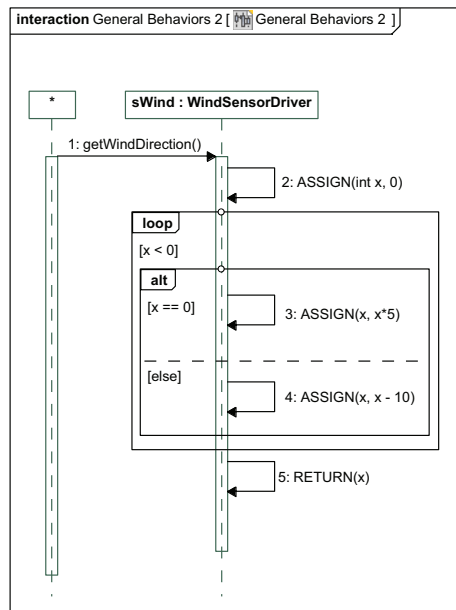 interaction General Behaviors 2 [ General Behaviors 2 ]
*
sWind : WindSensorDriver
1: getWindDirection()
2: ASSIGN(int x, 0)
loop
[x < 0]
alt
[x == 0]
3: ASSIGN(x, x*5)
[else]
4: ASSIGN(x, x - 10)
5: RETURN(x)